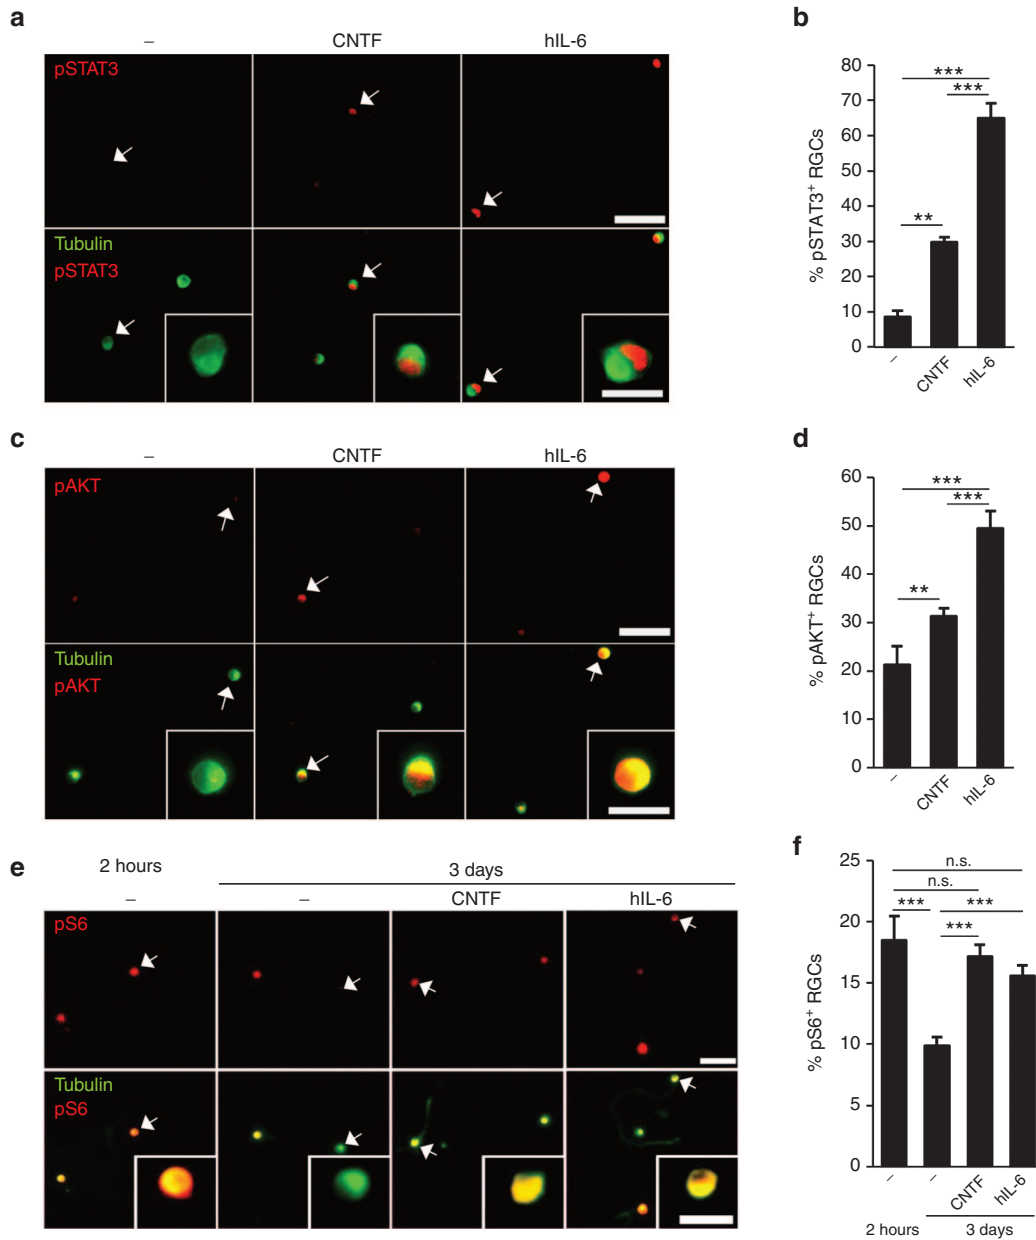 a
– CNTF hIL-6
pSTAT3
Tubulin
pSTAT3
b
% pSTAT3+ RGCs
80
70
60
50
40
30
20
10
0
***
***
**
– CNTF hIL-6
c
– CNTF hIL-6
pAKT
Tubulin
pAKT
d
% pAKT+ RGCs
60
50
40
30
20
10
0
***
***
**
– CNTF hIL-6
e
2 hours 3 days
– – CNTF hIL-6
pS6
Tubulin
pS6
f
% pS6+ RGCs
25
20
15
10
5
0
n.s.
n.s.
*** ***
***
– – CNTF hIL-6
2 hours 3 days